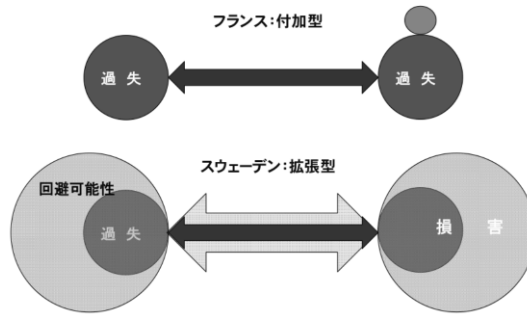 フランス：付加型
過 失
過 失
スウェーデン：拡張型
回避可能性
過 失
損 害